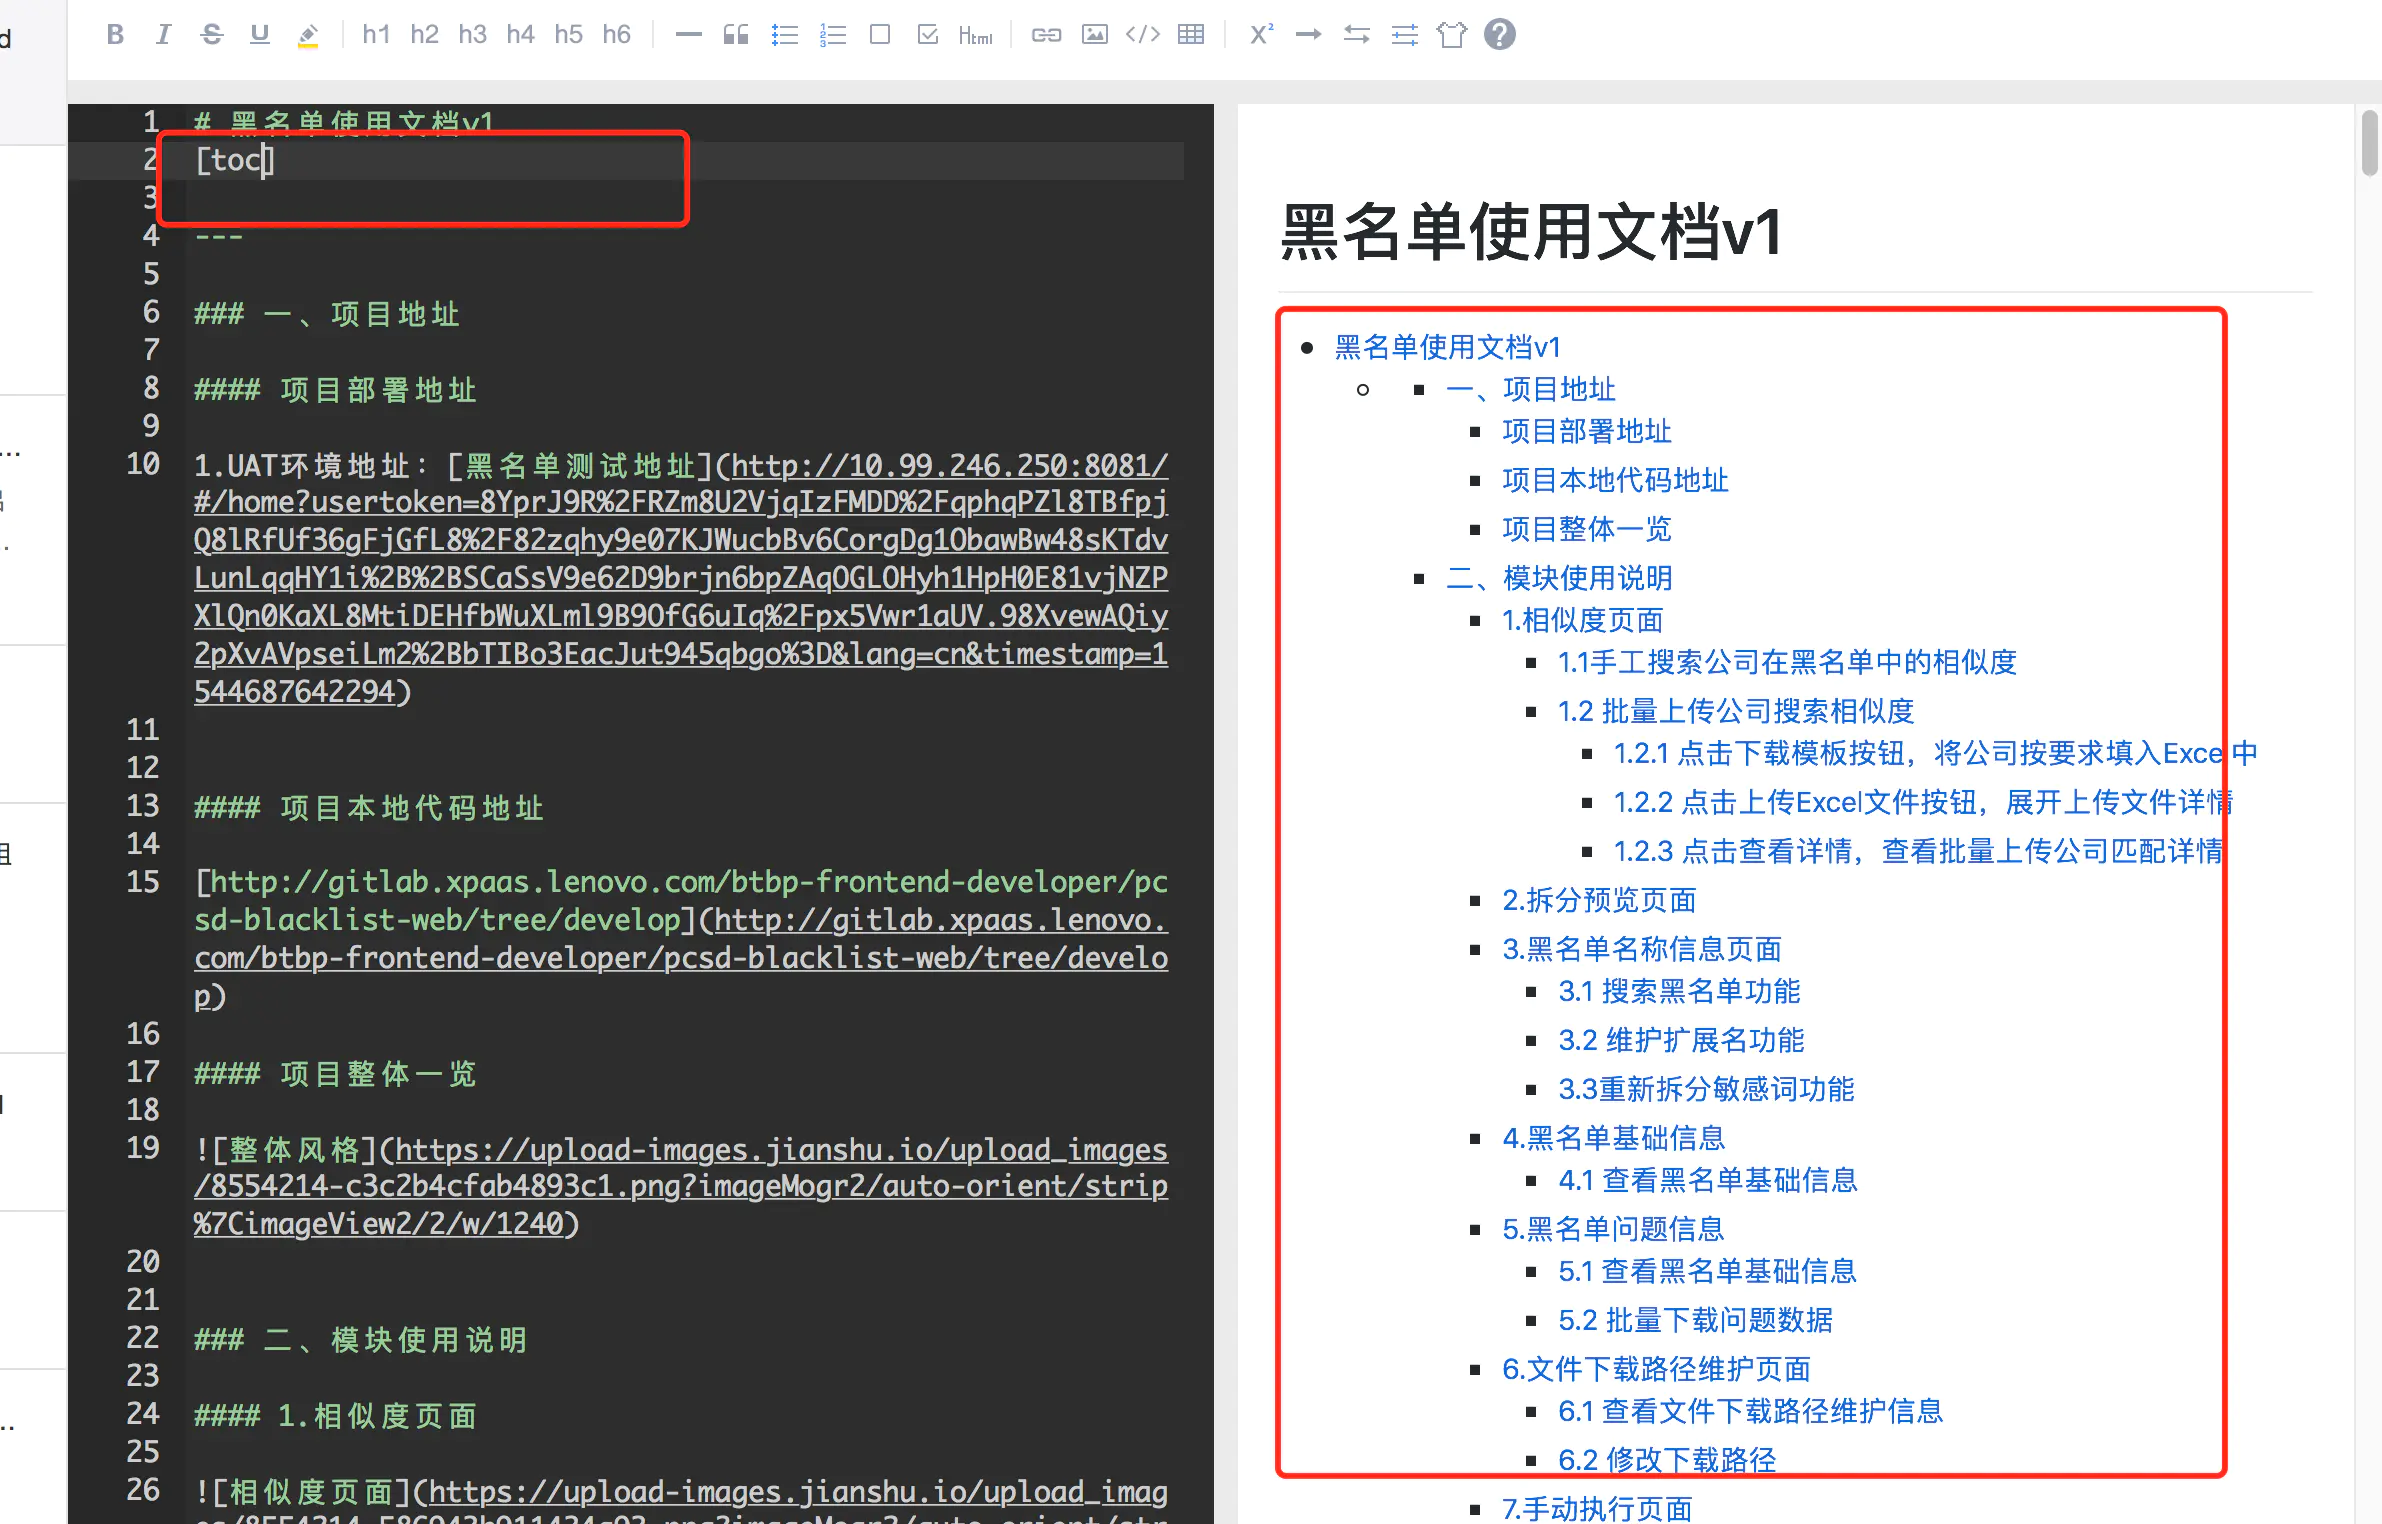 B I S U h1 h2 h3 h4 h5 h6 Html </> X² ?
d
...
组
..
1 # 黑名单使用文档v1
2 [toc]
3
4 ---
5
6 ### 一、项目地址
7
8 #### 项目部署地址
9
10 1.UAT环境地址：[黑名单测试地址](http://10.99.246.250:8081/
#/home?usertoken=8YprJ9R%2FRZm8U2VjqIzFMDD%2FqphqPZl8TBfpj
Q8lRfUf36gFjGfL8%2F82zqhy9e07KJWucbBv6CorgDg1ObawBw48sKTdv
LunLqqHY1i%2B%2BSCaSsV9e62D9brjn6bpZAqOGLOHyh1HpH0E81vjNZP
XlQn0KaXL8MtiDEHfbWuXLml9B9OfG6uIq%2Fpx5Vwr1aUV.98XvewAQiy
2pXvAVpseiLm2%2BbTIBo3EacJut945qbgo%3D&lang=cn&timestamp=1
544687642294)
11
12
13 #### 项目本地代码地址
14
15 [http://gitlab.xpaas.lenovo.com/btbp-frontend-developer/pc
sd-blacklist-web/tree/develop](http://gitlab.xpaas.lenovo.
com/btbp-frontend-developer/pcsd-blacklist-web/tree/develo
p)
16
17 #### 项目整体一览
18
19 ![整体风格](https://upload-images.jianshu.io/upload_images
/8554214-c3c2b4cfab4893c1.png?imageMogr2/auto-orient/strip
%7CimageView2/2/w/1240)
20
21
22 ### 二、模块使用说明
23
24 #### 1.相似度页面
25
26 ![相似度页面](https://upload-images.jianshu.io/upload_imag
黑名单使用文档v1
黑名单使用文档v1
一、项目地址
项目部署地址
项目本地代码地址
项目整体一览
二、模块使用说明
1.相似度页面
1.1手工搜索公司在黑名单中的相似度
1.2 批量上传公司搜索相似度
1.2.1 点击下载模板按钮，将公司按要求填入Excel中
1.2.2 点击上传Excel文件按钮，展开上传文件详情
1.2.3 点击查看详情，查看批量上传公司匹配详情
2.拆分预览页面
3.黑名单名称信息页面
3.1 搜索黑名单功能
3.2 维护扩展名功能
3.3重新拆分敏感词功能
4.黑名单基础信息
4.1 查看黑名单基础信息
5.黑名单问题信息
5.1 查看黑名单基础信息
5.2 批量下载问题数据
6.文件下载路径维护页面
6.1 查看文件下载路径维护信息
6.2 修改下载路径
7.手动执行页面